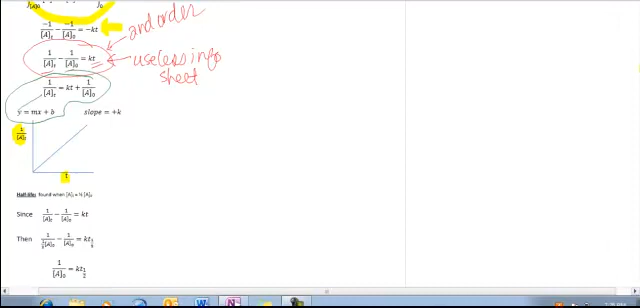 -1/[A]t - -1/[A]0 = -kt
2nd order
1/[A]t - 1/[A]0 = kt
useless info sheet
1/[A]t = kt + 1/[A]0
y = mx + b slope = +k
1/[A]t
t
Half-life: found when [A]t = ½ [A]0
Since 1/[A]t - 1/[A]0 = kt
Then 1/½[A]0 - 1/[A]0 = kt½
1/[A]0 = kt½